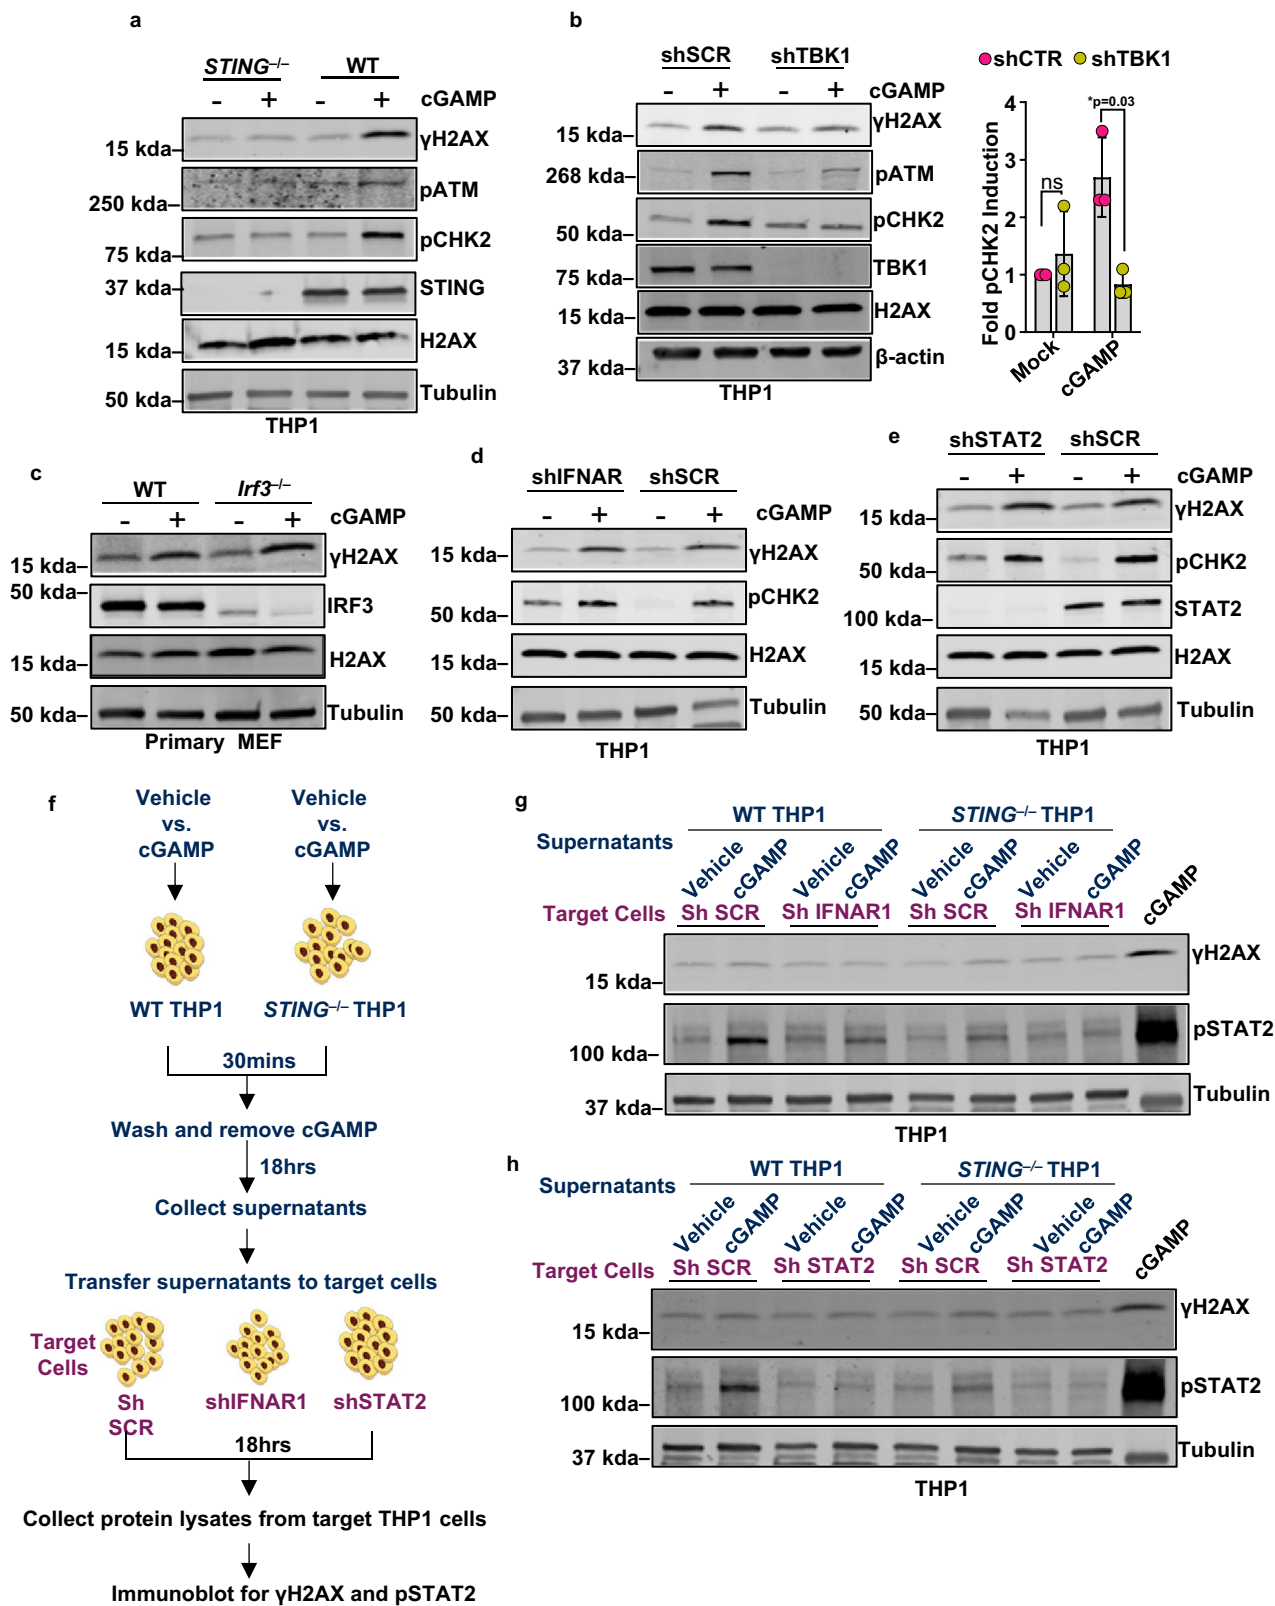 a
STING–/–
WT
- + - + cGAMP
15 kda– γH2AX
250 kda– pATM
75 kda– pCHK2
37 kda– STING
15 kda– H2AX
50 kda– Tubulin
THP1
b
shSCR shTBK1
- + - + cGAMP
15 kda– γH2AX
268 kda– pATM
50 kda– pCHK2
75 kda– TBK1
15 kda– H2AX
37 kda– β-actin
THP1
shCTR shTBK1
Fold pCHK2 Induction
4
3
2
1
0
ns
*p=0.03
Mock
cGAMP
c
WT Irf3–/–
- + - + cGAMP
15 kda– γH2AX
50 kda– IRF3
15 kda– H2AX
50 kda– Tubulin
Primary MEF
d
shIFNAR shSCR
- + - + cGAMP
15 kda– γH2AX
50 kda– pCHK2
15 kda– H2AX
50 kda– Tubulin
THP1
e
shSTAT2 shSCR
- + - + cGAMP
15 kda– γH2AX
50 kda– pCHK2
100 kda– STAT2
15 kda– H2AX
50 kda– Tubulin
THP1
f
Vehicle
vs.
cGAMP
Vehicle
vs.
cGAMP
WT THP1
STING–/– THP1
30mins
Wash and remove cGAMP
18hrs
Collect supernatants
Transfer supernatants to target cells
Target
Cells
Sh
SCR
shIFNAR1
shSTAT2
18hrs
Collect protein lysates from target THP1 cells
Immunoblot for γH2AX and pSTAT2
g
WT THP1 STING–/– THP1
Supernatants
Vehicle cGAMP Vehicle cGAMP Vehicle cGAMP Vehicle cGAMP cGAMP
Target Cells Sh SCR Sh IFNAR1 Sh SCR Sh IFNAR1
15 kda– γH2AX
100 kda– pSTAT2
37 kda– Tubulin
THP1
h
WT THP1 STING–/– THP1
Supernatants
Vehicle cGAMP Vehicle cGAMP Vehicle cGAMP Vehicle cGAMP cGAMP
Target Cells Sh SCR Sh STAT2 Sh SCR Sh STAT2
15 kda– γH2AX
100 kda– pSTAT2
37 kda– Tubulin
THP1